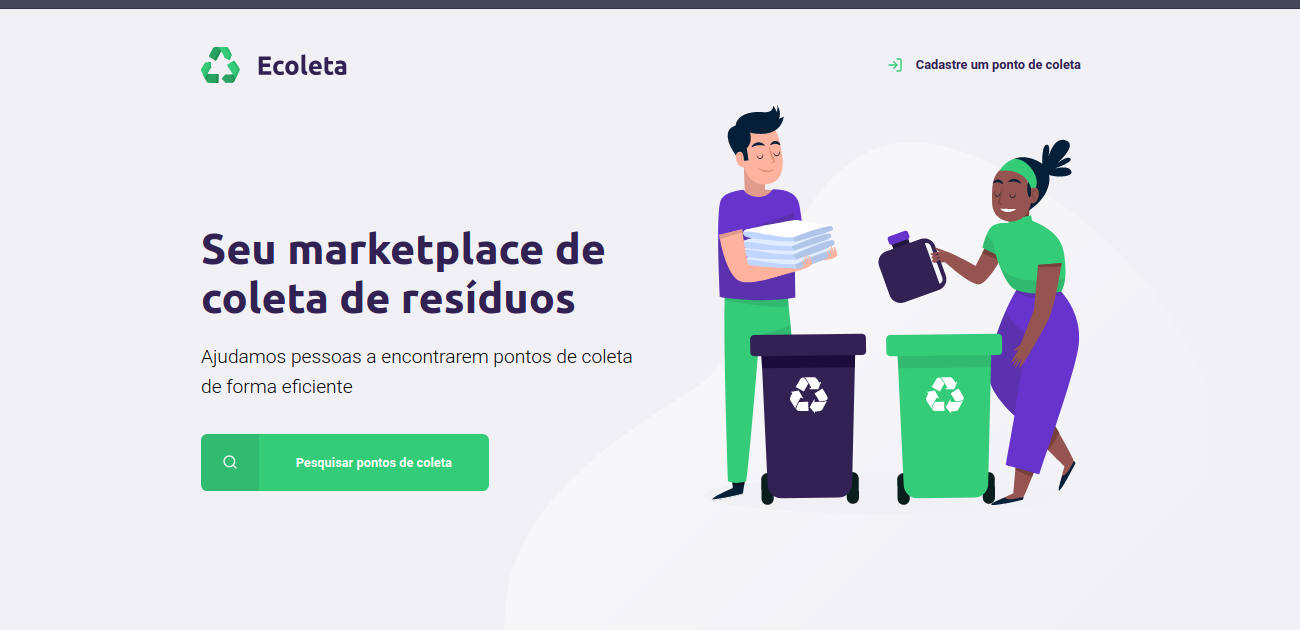 Ecoleta
Cadastre um ponto de coleta
Seu marketplace de
coleta de resíduos
Ajudamos pessoas a encontrarem pontos de coleta
de forma eficiente
Pesquisar pontos de coleta